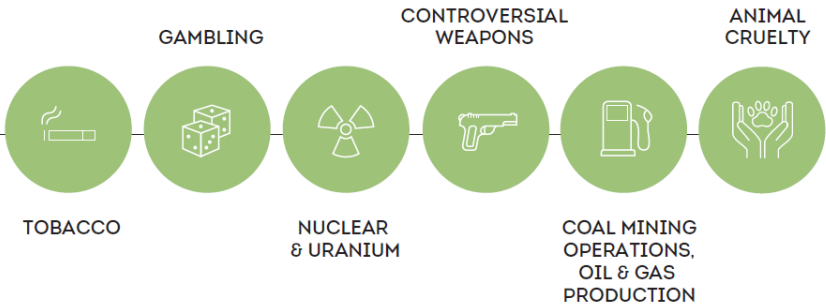 TOBACCO
GAMBLING
NUCLEAR
& URANIUM
CONTROVERSIAL
WEAPONS
COAL MINING
OPERATIONS,
OIL & GAS
PRODUCTION
ANIMAL
CRUELTY